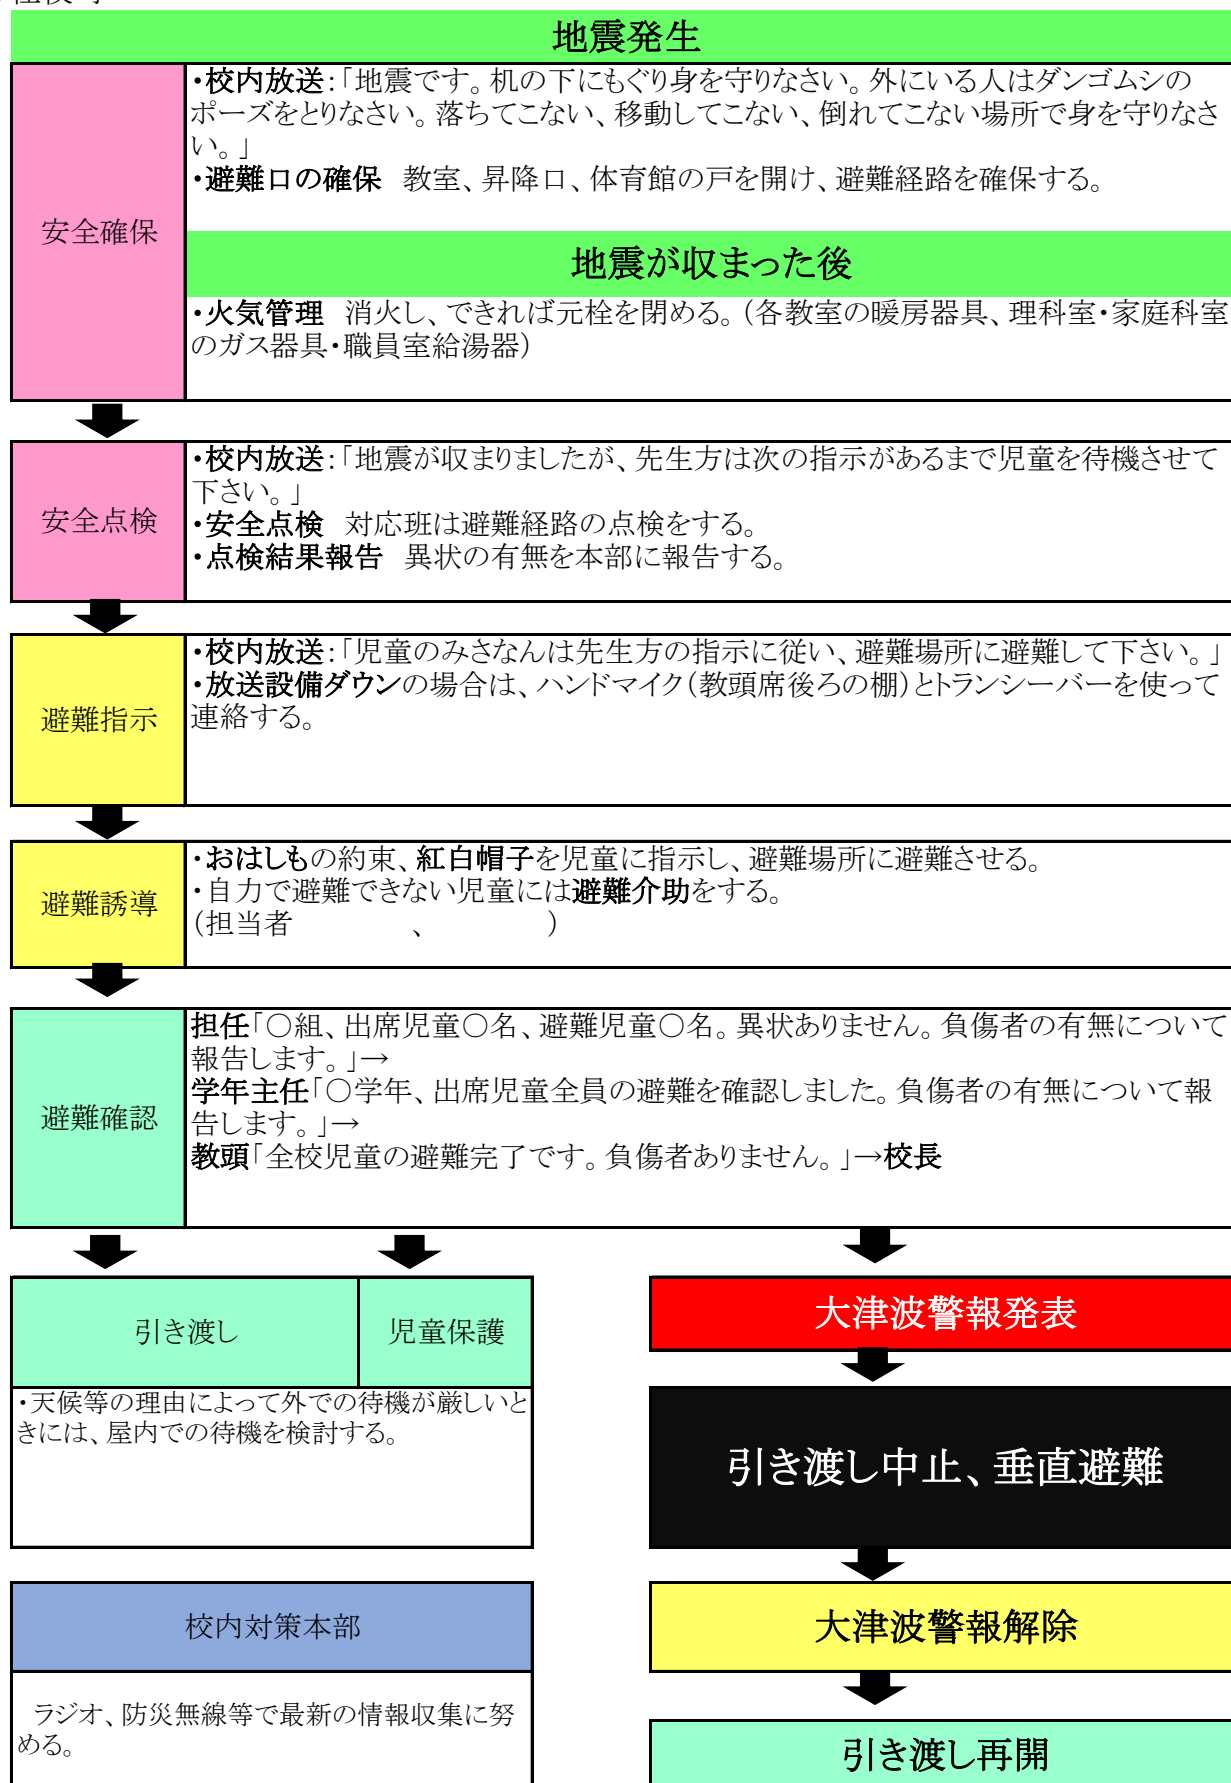 地震発生
安全確保
・校内放送：「地震です。机の下にもぐり身を守りなさい。外にいる人はダンゴムシの
ポーズをとりなさい。落ちてこない、移動してこない、倒れてこない場所で身を守りなさ
い。」
・避難口の確保　教室、昇降口、体育館の戸を開け、避難経路を確保する。
地震が収まった後
・火気管理　消火し、できれば元栓を閉める。（各教室の暖房器具、理科室・家庭科室
のガス器具・職員室給湯器）
安全点検
・校内放送：「地震が収まりましたが、先生方は次の指示があるまで児童を待機させて
下さい。」
・安全点検　対応班は避難経路の点検をする。
・点検結果報告　異状の有無を本部に報告する。
避難指示
・校内放送：「児童のみさなんは先生方の指示に従い、避難場所に避難して下さい。」
・放送設備ダウンの場合は、ハンドマイク（教頭席後ろの棚）とトランシーバーを使って
連絡する。
避難誘導
・おはしもの約束、紅白帽子を児童に指示し、避難場所に避難させる。
・自力で避難できない児童には避難介助をする。
（担当者　　　　、　　　　）
避難確認
担任「〇組、出席児童〇名、避難児童〇名。異状ありません。負傷者の有無について
報告します。」→
学年主任「〇学年、出席児童全員の避難を確認しました。負傷者の有無について報
告します。」→
教頭「全校児童の避難完了です。負傷者ありません。」→校長
引き渡し
児童保護
・天候等の理由によって外での待機が厳しいと
きには、屋内での待機を検討する。
大津波警報発表
引き渡し中止、垂直避難
校内対策本部
ラジオ、防災無線等で最新の情報収集に努
める。
大津波警報解除
引き渡し再開